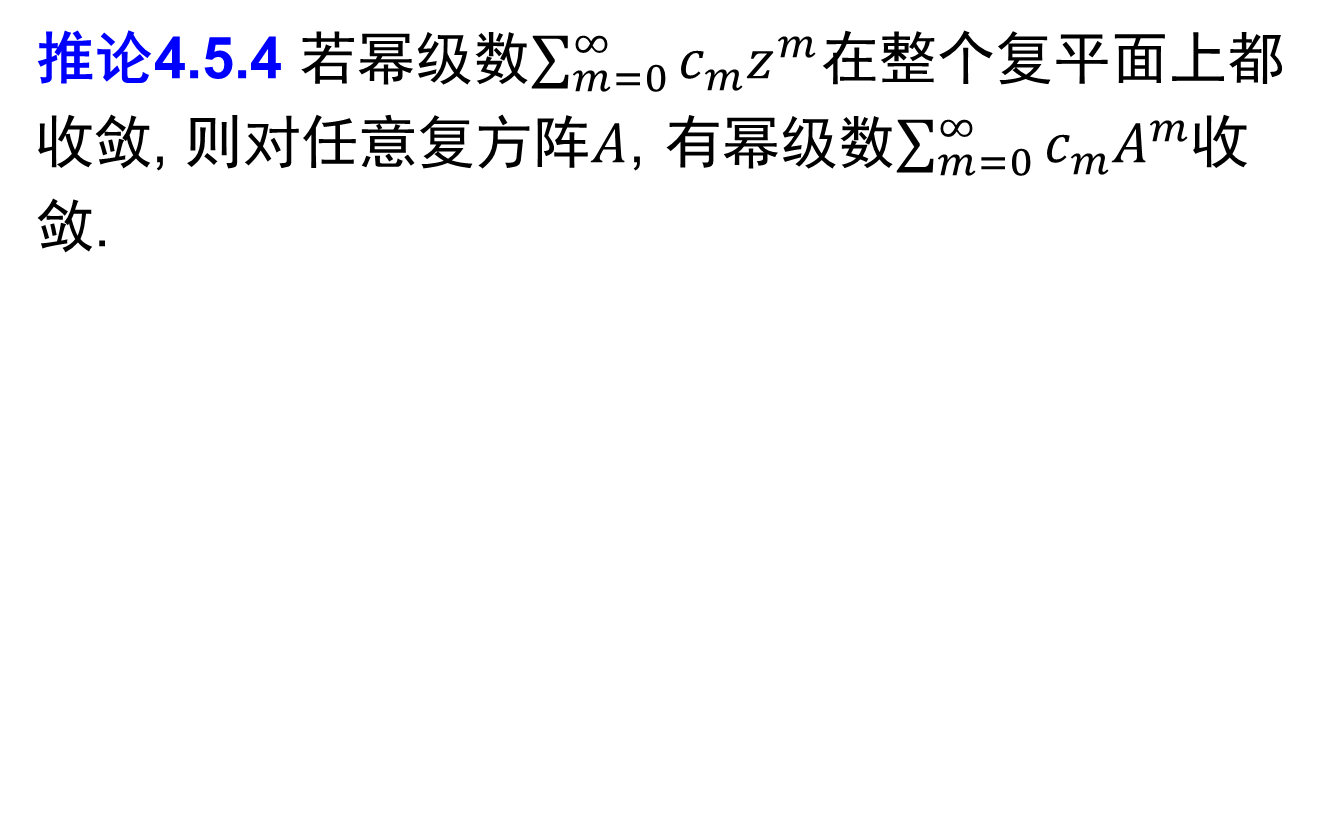 推论4.5.4 若幂级数∑_{m=0}^{∞} c_m z^m在整个复平面上都
收敛, 则对任意复方阵A, 有幂级数∑_{m=0}^{∞} c_m A^m收
敛.